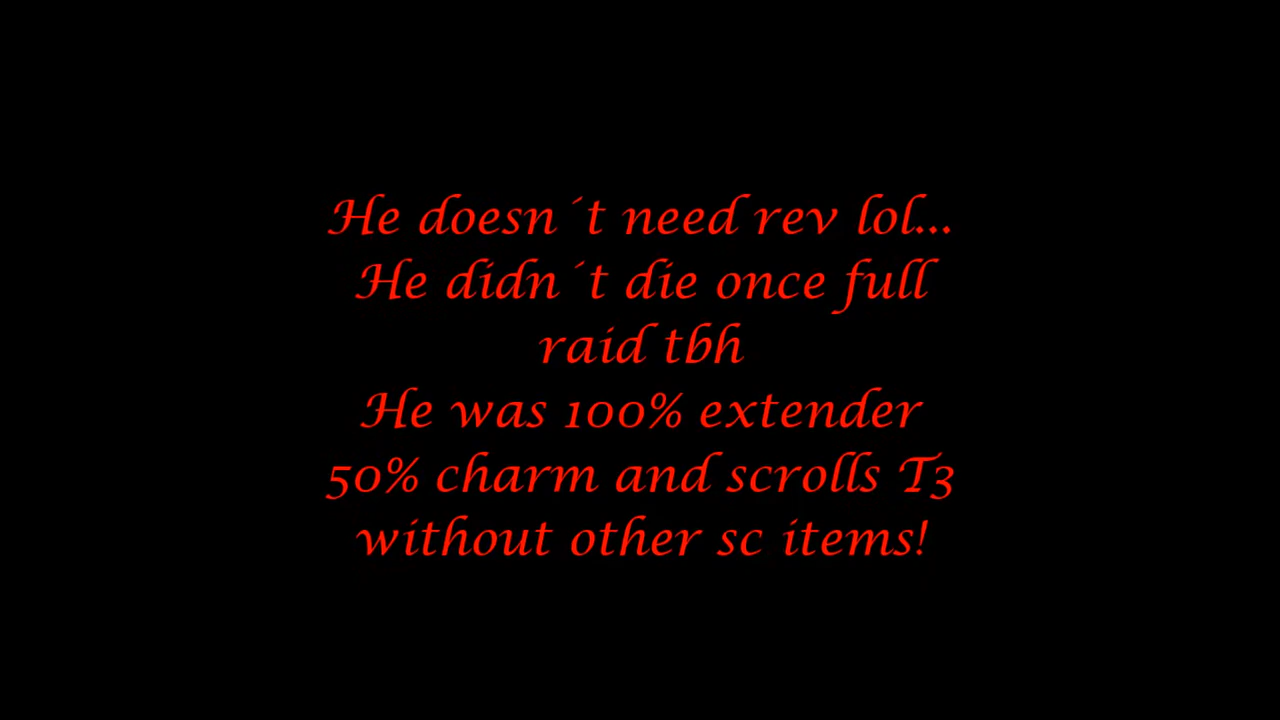 He doesn´t need rev lol...
He didn´t die once full
raid tbh
He was 100% extender
50% charm and scrolls T3
without other sc items!